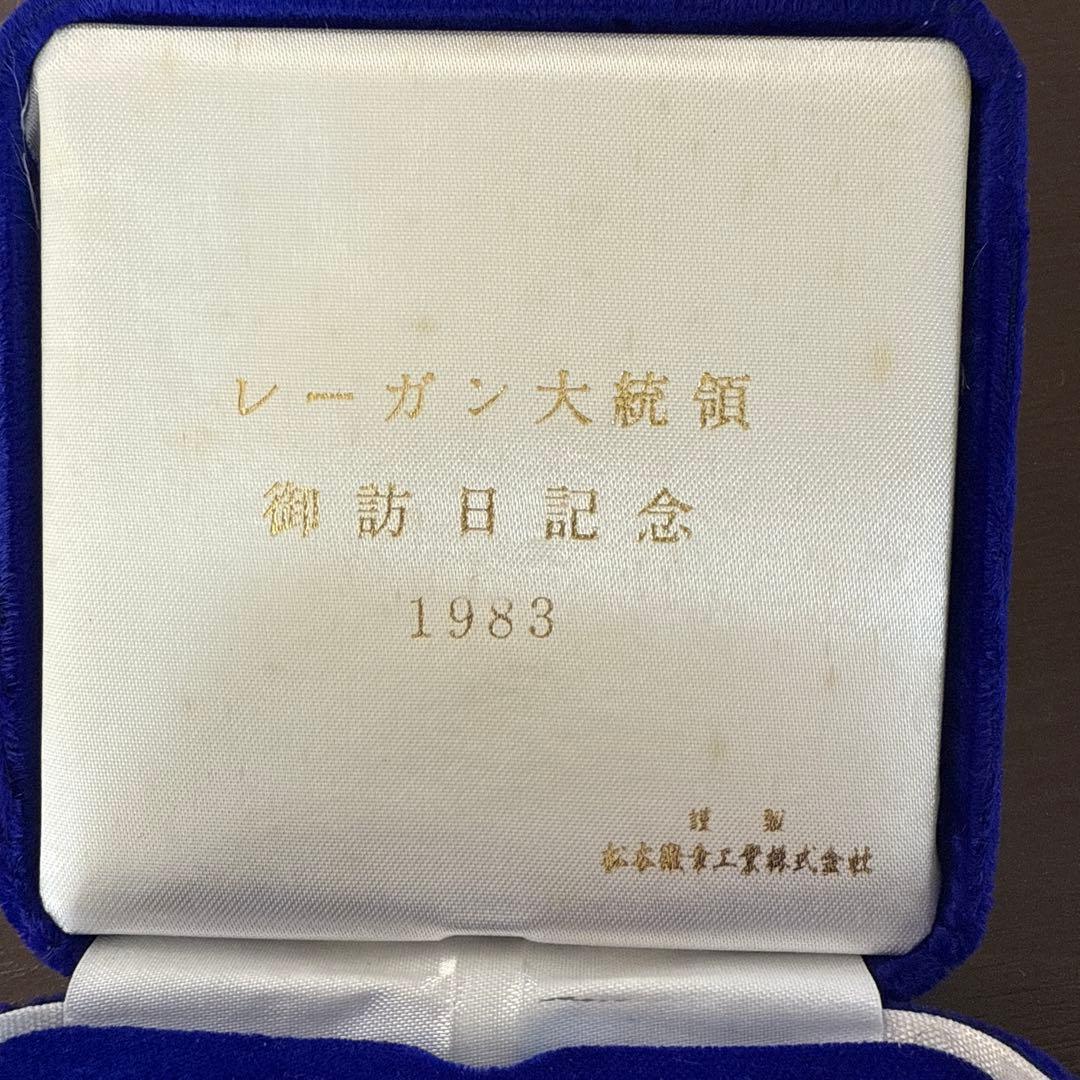 レーガン大統領
御訪日記念
1983
謹製
松本徽章工業株式会社